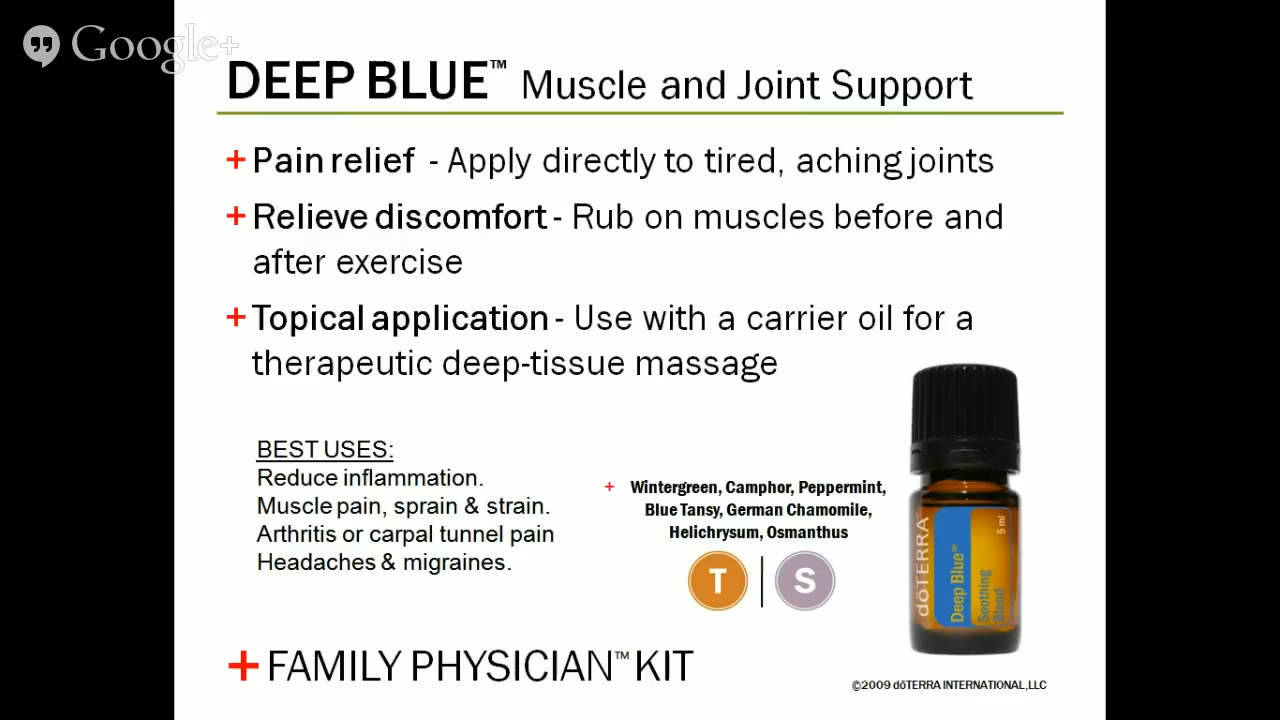 Google+
DEEP BLUE™ Muscle and Joint Support
+ Pain relief - Apply directly to tired, aching joints
+ Relieve discomfort - Rub on muscles before and
after exercise
+ Topical application - Use with a carrier oil for a
therapeutic deep-tissue massage
BEST USES:
Reduce inflammation.
Muscle pain, sprain & strain.
Arthritis or carpal tunnel pain
Headaches & migraines.
+ Wintergreen, Camphor, Peppermint,
Blue Tansy, German Chamomile,
Helichrysum, Osmanthus
T | S
dōTERRA
Deep Blue™
Soothing
Blend
5 ml
+ FAMILY PHYSICIAN™ KIT
©2009 dōTERRA INTERNATIONAL,LLC